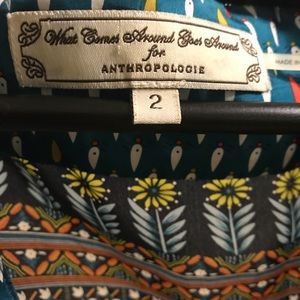 What Comes Around Goes Around
for
ANTHROPOLOGIE
2
MADE IN